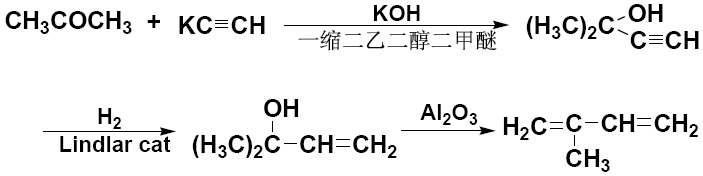 CH₃COCH₃ + KC≡CH KOH 一缩二乙二醇二甲醚 (H₃C)₂C OH C≡CH
H₂ Lindlar cat OH (H₃C)₂C-CH=CH₂ Al₂O₃ H₂C=C-CH=CH₂ CH₃